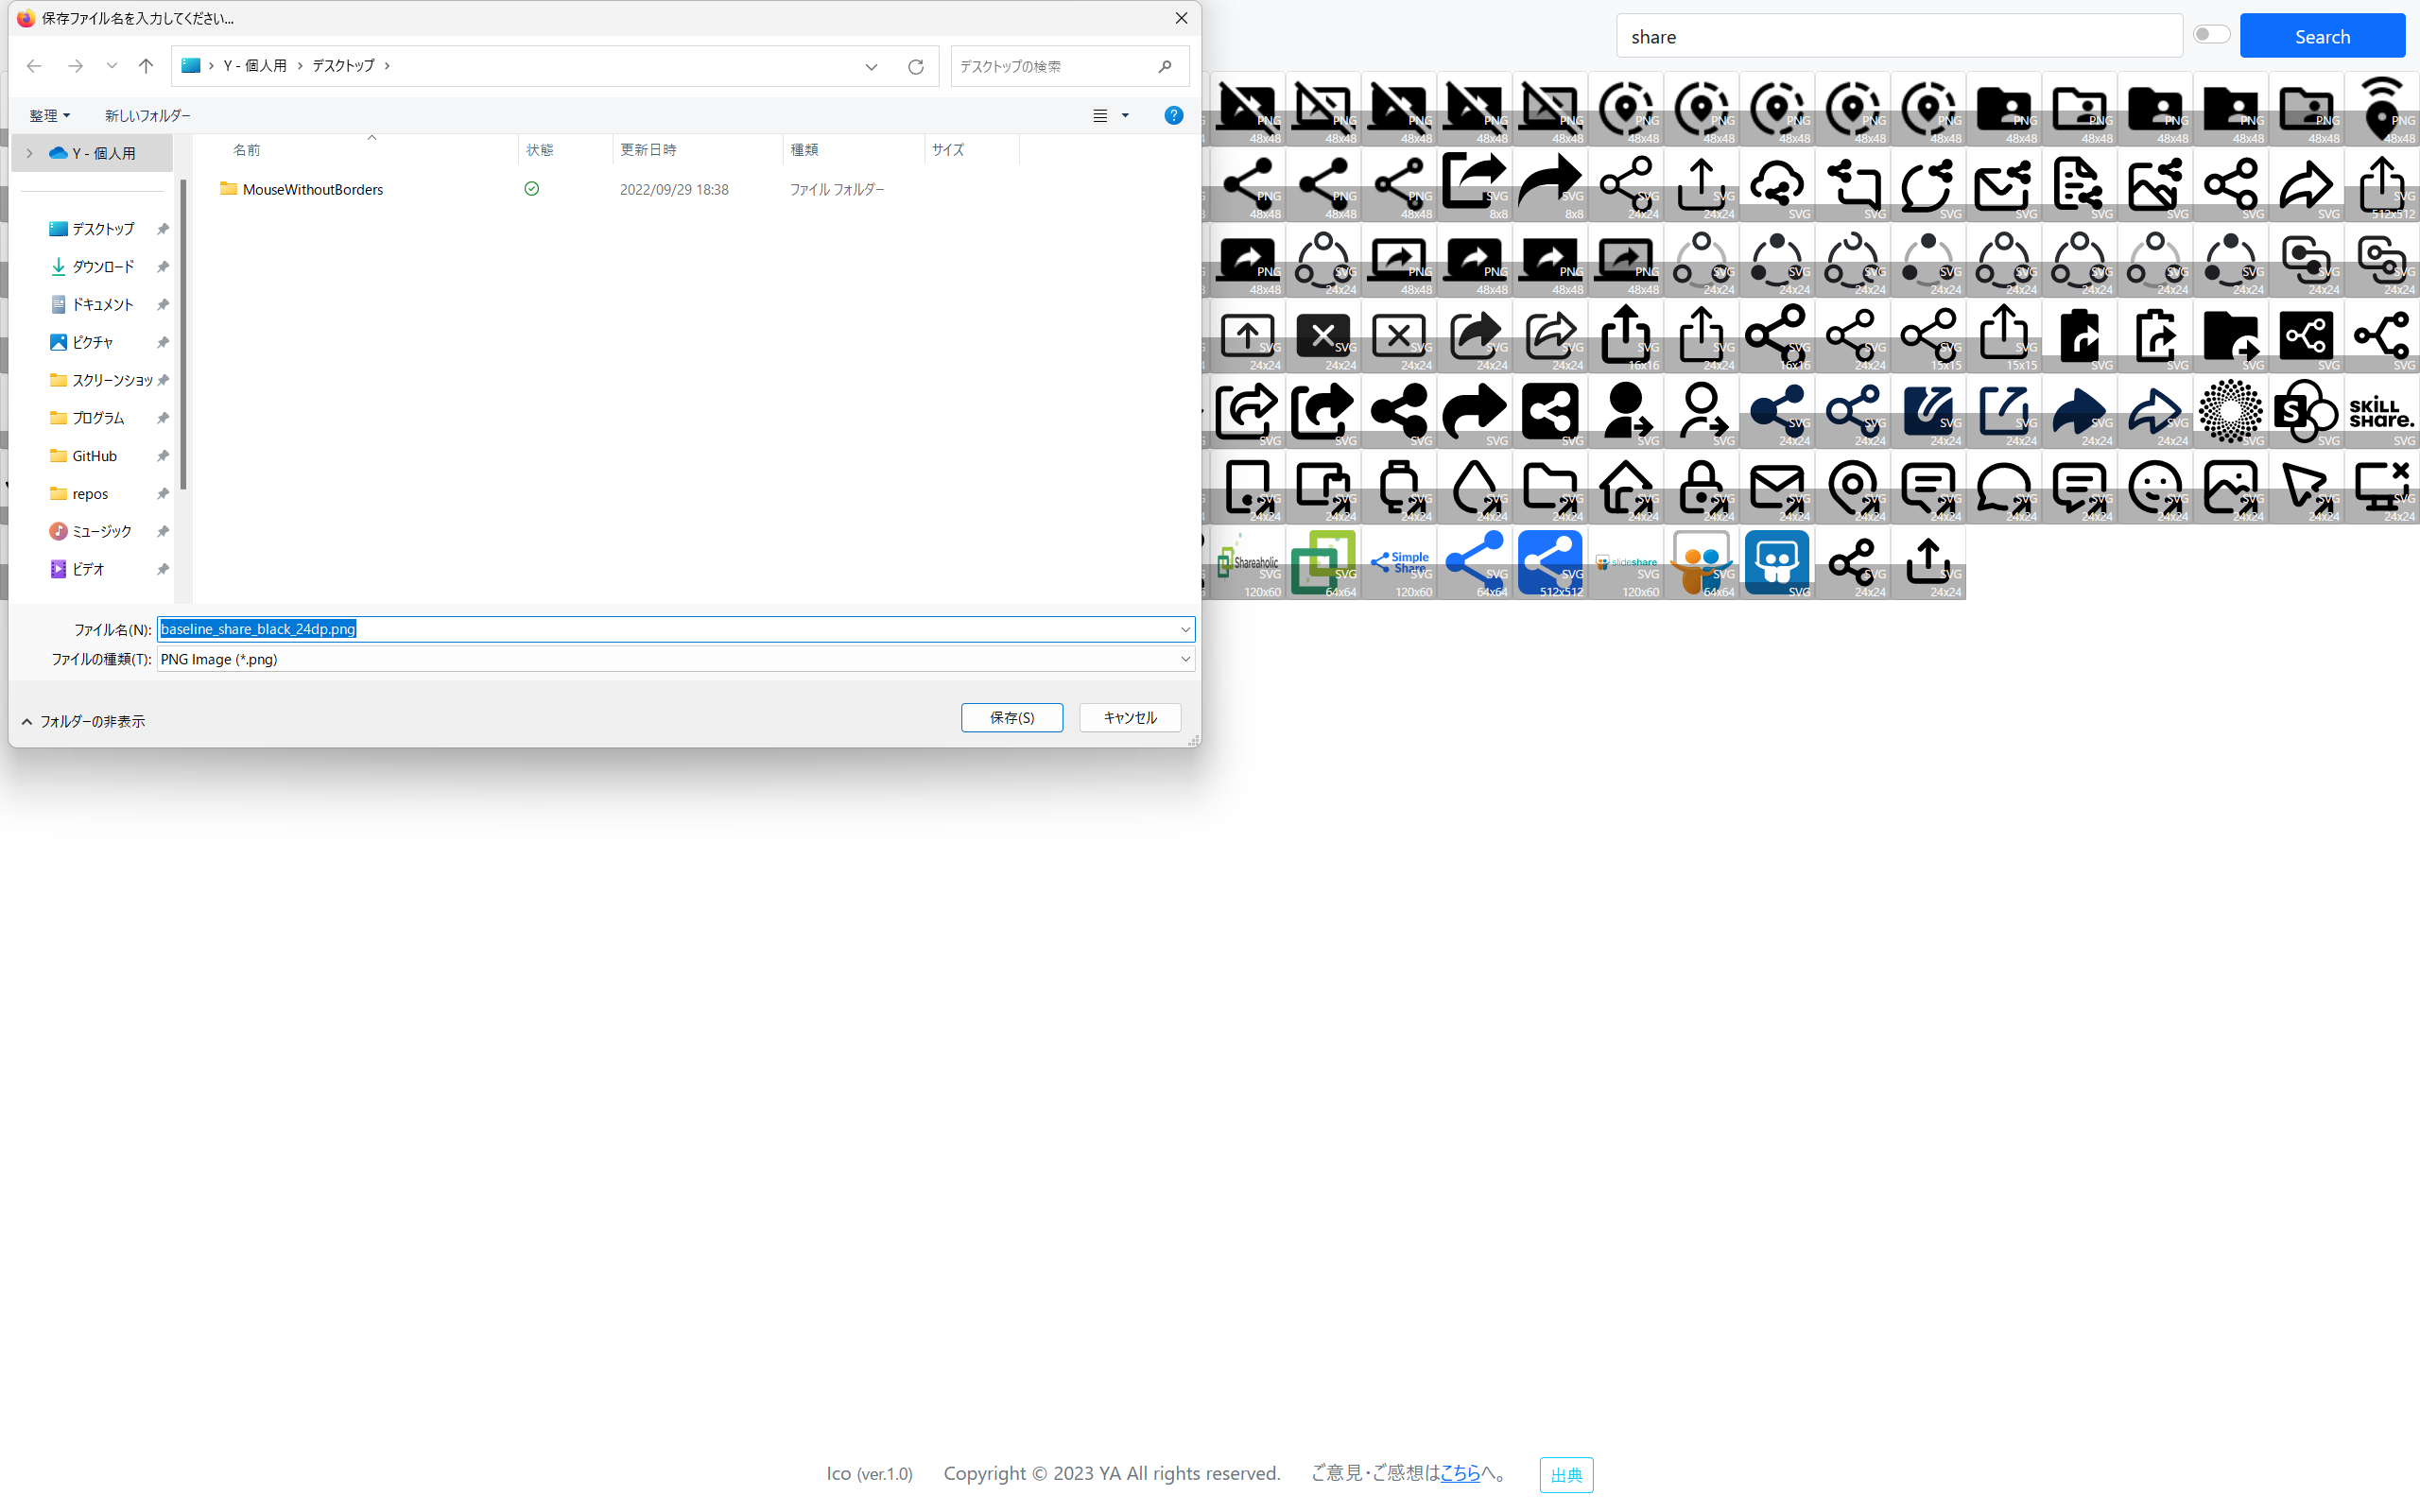 保存ファイル名を入力してください...
Y - 個人用 › デスクトップ ›
デスクトップの検索
整理
新しいフォルダー
Y - 個人用
デスクトップ
ダウンロード
ドキュメント
ピクチャ
スクリーンショッ
プログラム
GitHub
repos
ミュージック
ビデオ
名前 状態 更新日時 種類 サイズ
MouseWithoutBorders 2022/09/29 18:38 ファイル フォルダー
ファイル名(N): baseline_share_black_24dp.png
ファイルの種類(T): PNG Image (*.png)
フォルダーの非表示
保存(S)
キャンセル
share
Search
PNG PNG PNG PNG PNG PNG PNG PNG PNG PNG PNG PNG PNG PNG PNG PNG
48x48 48x48 48x48 48x48 48x48 48x48 48x48 48x48 48x48 48x48 48x48 48x48 48x48 48x48 48x48 48x48
PNG PNG PNG SVG SVG SVG SVG SVG
48x48 48x48 48x48 8x8 8x8 24x24 24x24 SVG SVG SVG SVG SVG SVG SVG SVG 512x512
PNG SVG PNG PNG PNG PNG SVG SVG SVG SVG SVG SVG SVG SVG SVG SVG
48x48 24x24 48x48 48x48 48x48 48x48 24x24 24x24 24x24 24x24 24x24 24x24 24x24 24x24 24x24 24x24
SVG SVG SVG SVG SVG SVG SVG SVG SVG SVG SVG
24x24 24x24 24x24 24x24 24x24 16x16 24x24 16x16 24x24 15x15 15x15 SVG SVG SVG SVG SVG
S SKILL share.
SVG SVG SVG SVG SVG SVG
SVG SVG SVG SVG SVG SVG SVG 24x24 24x24 24x24 24x24 24x24 24x24 SVG SVG SVG
SVG SVG SVG SVG SVG SVG SVG SVG SVG SVG SVG SVG SVG SVG SVG SVG
24x24 24x24 24x24 24x24 24x24 24x24 24x24 24x24 24x24 24x24 24x24 24x24 24x24 24x24 24x24 24x24
Shareaholic Simple Share slideshare
SVG SVG SVG SVG SVG SVG SVG SVG SVG
120x60 64x64 120x60 64x64 512x512 120x60 64x64 SVG 24x24 24x24
Ico (ver.1.0) Copyright © 2023 YA All rights reserved. ご意見・ご感想はこちらへ。 出典